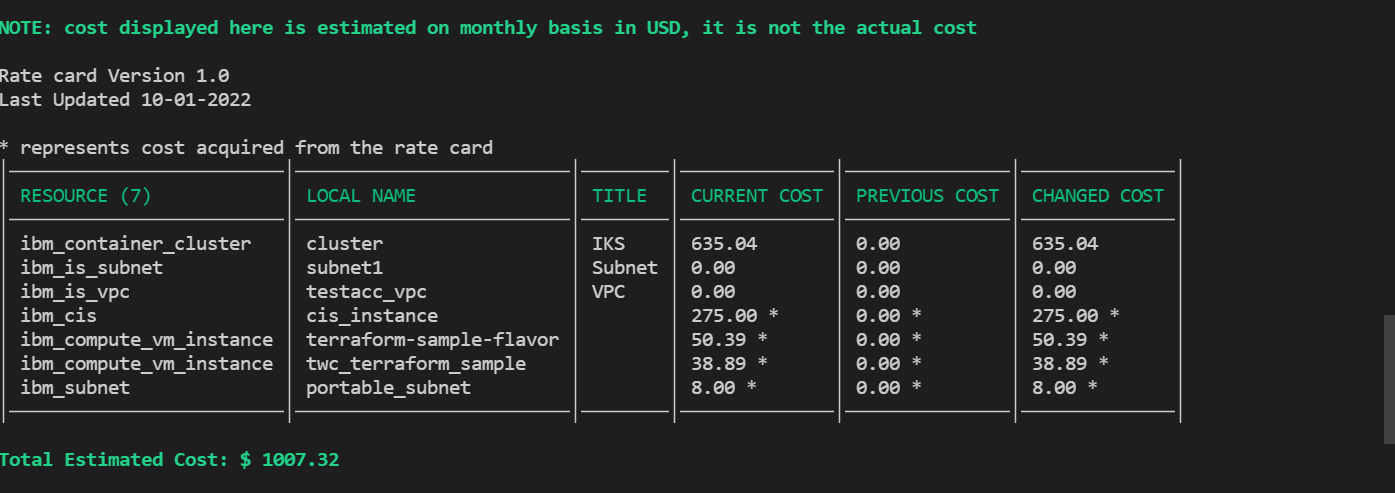 NOTE: cost displayed here is estimated on monthly basis in USD, it is not the actual cost
Rate card Version 1.0
Last Updated 10-01-2022
* represents cost acquired from the rate card
RESOURCE (7) LOCAL NAME TITLE CURRENT COST PREVIOUS COST CHANGED COST
ibm_container_cluster cluster IKS 635.04 0.00 635.04
ibm_is_subnet subnet1 Subnet 0.00 0.00 0.00
ibm_is_vpc testacc_vpc VPC 0.00 0.00 0.00
ibm_cis cis_instance 275.00 * 0.00 * 275.00 *
ibm_compute_vm_instance terraform-sample-flavor 50.39 * 0.00 * 50.39 *
ibm_compute_vm_instance twc_terraform_sample 38.89 * 0.00 * 38.89 *
ibm_subnet portable_subnet 8.00 * 0.00 * 8.00 *
Total Estimated Cost: $ 1007.32